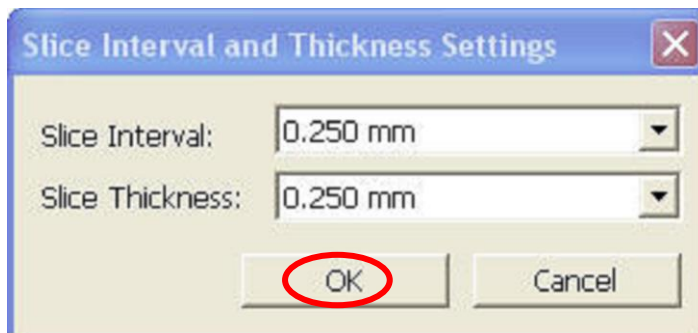 Slice Interval and Thickness Settings
Slice Interval: 0.250 mm
Slice Thickness: 0.250 mm
OK Cancel